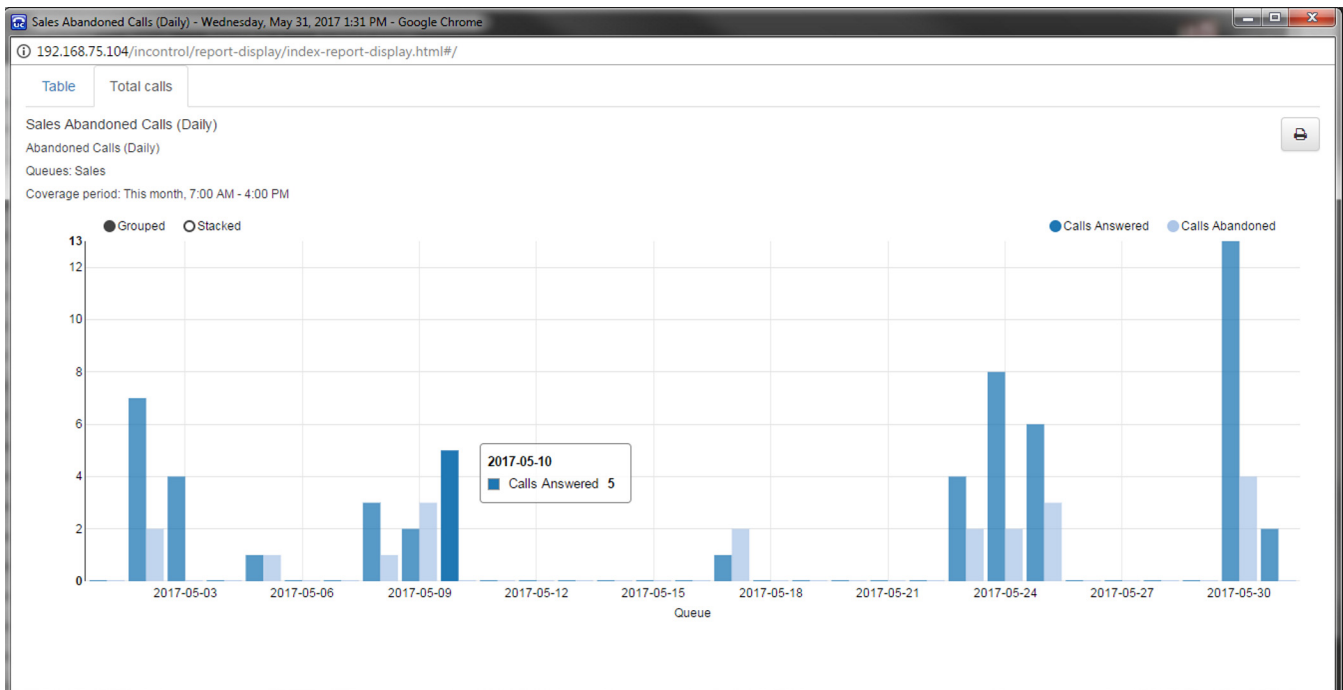 Sales Abandoned Calls (Daily) - Wednesday, May 31, 2017 1:31 PM - Google Chrome
192.168.75.104/incontrol/report-display/index-report-display.html#/
Table Total calls
Sales Abandoned Calls (Daily)
Abandoned Calls (Daily)
Queues: Sales
Coverage period: This month, 7:00 AM - 4:00 PM
Grouped Stacked Calls Answered Calls Abandoned
13
12
10
8
6
4
2
0
2017-05-10
Calls Answered 5
2017-05-03 2017-05-06 2017-05-09 2017-05-12 2017-05-15 2017-05-18 2017-05-21 2017-05-24 2017-05-27 2017-05-30
Queue